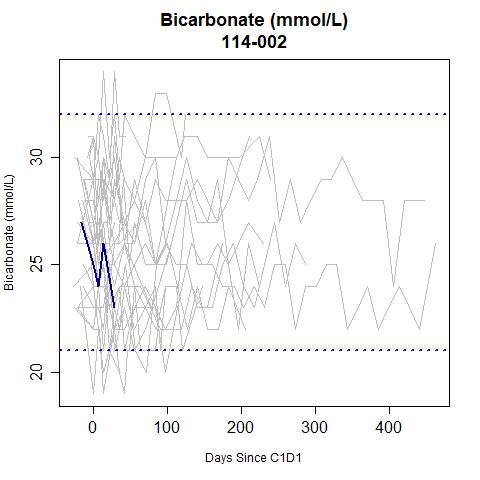 Bicarbonate (mmol/L)
114-002
Bicarbonate (mmol/L)
30
25
20
0 100 200 300 400
Days Since C1D1